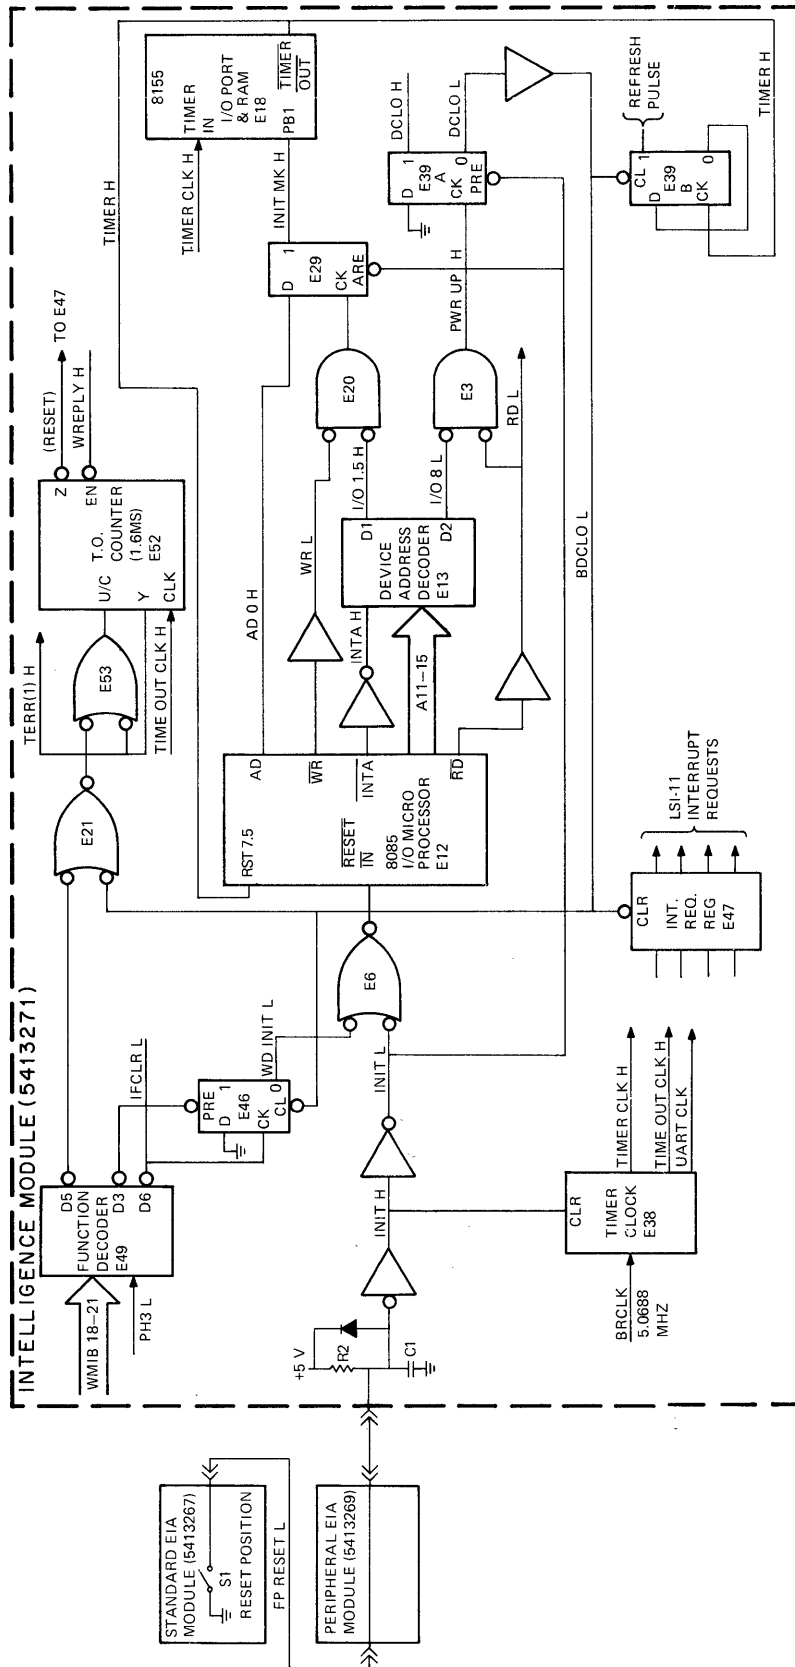 INTELLIGENCE MODULE (5413271)
STANDARD EIA
MODULE (5413267)
S1
RESET POSITION
FP RESET L
PERIPHERAL EIA
MODULE (5413269)
WMIB 18–21
PH3 L
FUNCTION
DECODER
E49
D5
D3
D6
IFCLR L
PRE
D
1
E46
CK
CL
0
WD INIT L
+5 V
R2
C1
INIT H
INIT L
BRCLK
5.0688
MHZ
CLR
TIMER
CLOCK
E38
TIMER CLK H
TIME OUT CLK H
UART CLK
E21
E6
TERR(1) H
E53
TIME OUT CLK H
U/C
Y
CLK
T.O.
COUNTER
(1.6MS)
E52
Z
EN
(RESET)
TO E47
WREPLY H
RST 7.5
RESET
IN
8085
I/O MICRO
PROCESSOR
E12
AD
WR
INTA
RD
AD 0 H
WR L
INTA H
A11–15
DEVICE
ADDRESS
DECODER
E13
D1
D2
I/O 1.5 H
I/O 8 L
E20
E3
RD L
BDCLO L
CLR
INT.
REQ.
REG
E47
LSI-11
INTERRUPT
REQUESTS
TIMER H
TIMER CLK H
D
1
E29
CK
ARE
INIT MK H
PWR UP H
8155
TIMER
IN
I/O PORT
& RAM
E18
PB1
TIMER
OUT
D
1
E39
A
CK
0
PRE
DCLO H
DCLO L
CL
1
D
E39
B
CK
0
REFRESH
PULSE
TIMER H